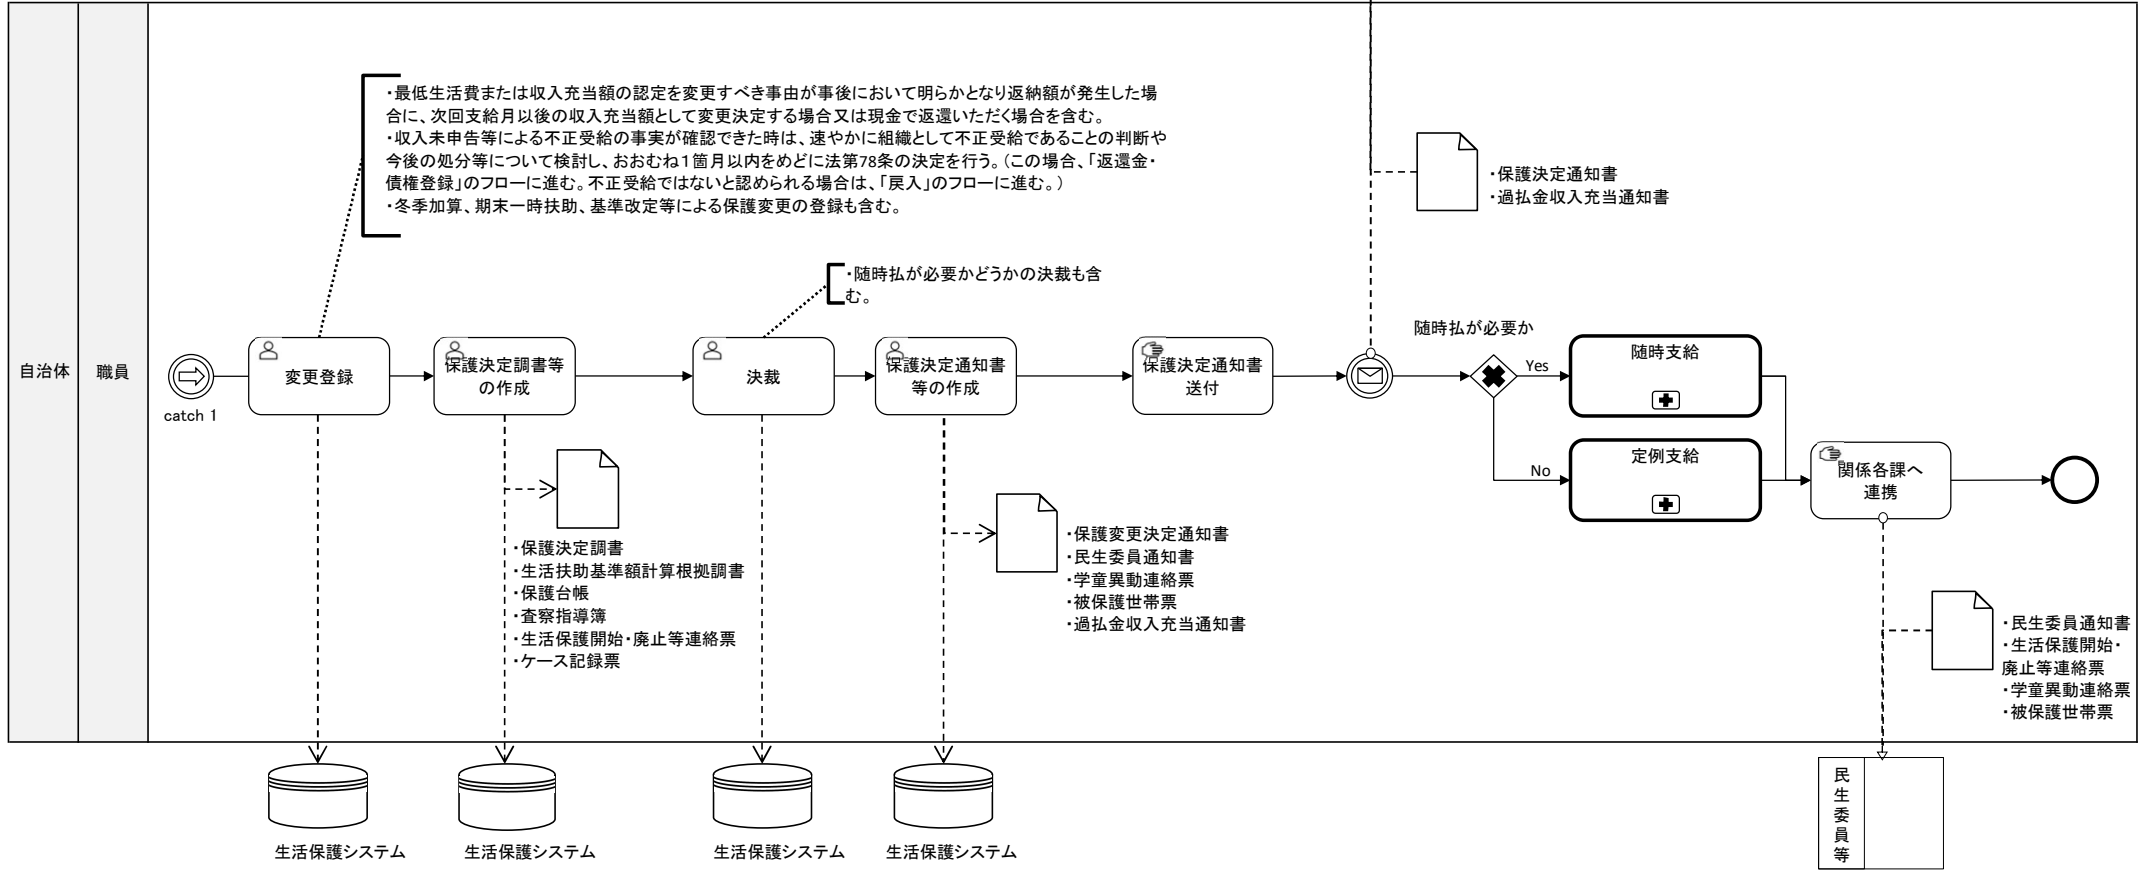 ・最低生活費または収入充当額の認定を変更すべき事由が事後において明らかとなり返納額が発生した場
合に、次回支給月以後の収入充当額として変更決定する場合又は現金で返還いただく場合を含む。
・収入未申告等による不正受給の事実が確認できた時は、速やかに組織として不正受給であることの判断や
今後の処分等について検討し、おおむね１箇月以内をめどに法第78条の決定を行う。（この場合、「返還金・
債権登録」のフローに進む。不正受給ではないと認められる場合は、「戻入」のフローに進む。）
・冬季加算、期末一時扶助、基準改定等による保護変更の登録も含む。
・保護決定通知書
・過払金収入充当通知書
・随時払が必要かどうかの決裁も含
む。
自治体
職員
catch 1
変更登録
保護決定調書等
の作成
決裁
保護決定通知書
等の作成
保護決定通知書
送付
随時払が必要か
Yes
No
随時支給
定例支給
関係各課へ
連携
・保護決定調書
・生活扶助基準額計算根拠調書
・保護台帳
・査察指導簿
・生活保護開始・廃止等連絡票
・ケース記録票
・保護変更決定通知書
・民生委員通知書
・学童異動連絡票
・被保護世帯票
・過払金収入充当通知書
・民生委員通知書
・生活保護開始・
廃止等連絡票
・学童異動連絡票
・被保護世帯票
生活保護システム
生活保護システム
生活保護システム
生活保護システム
民生委員等